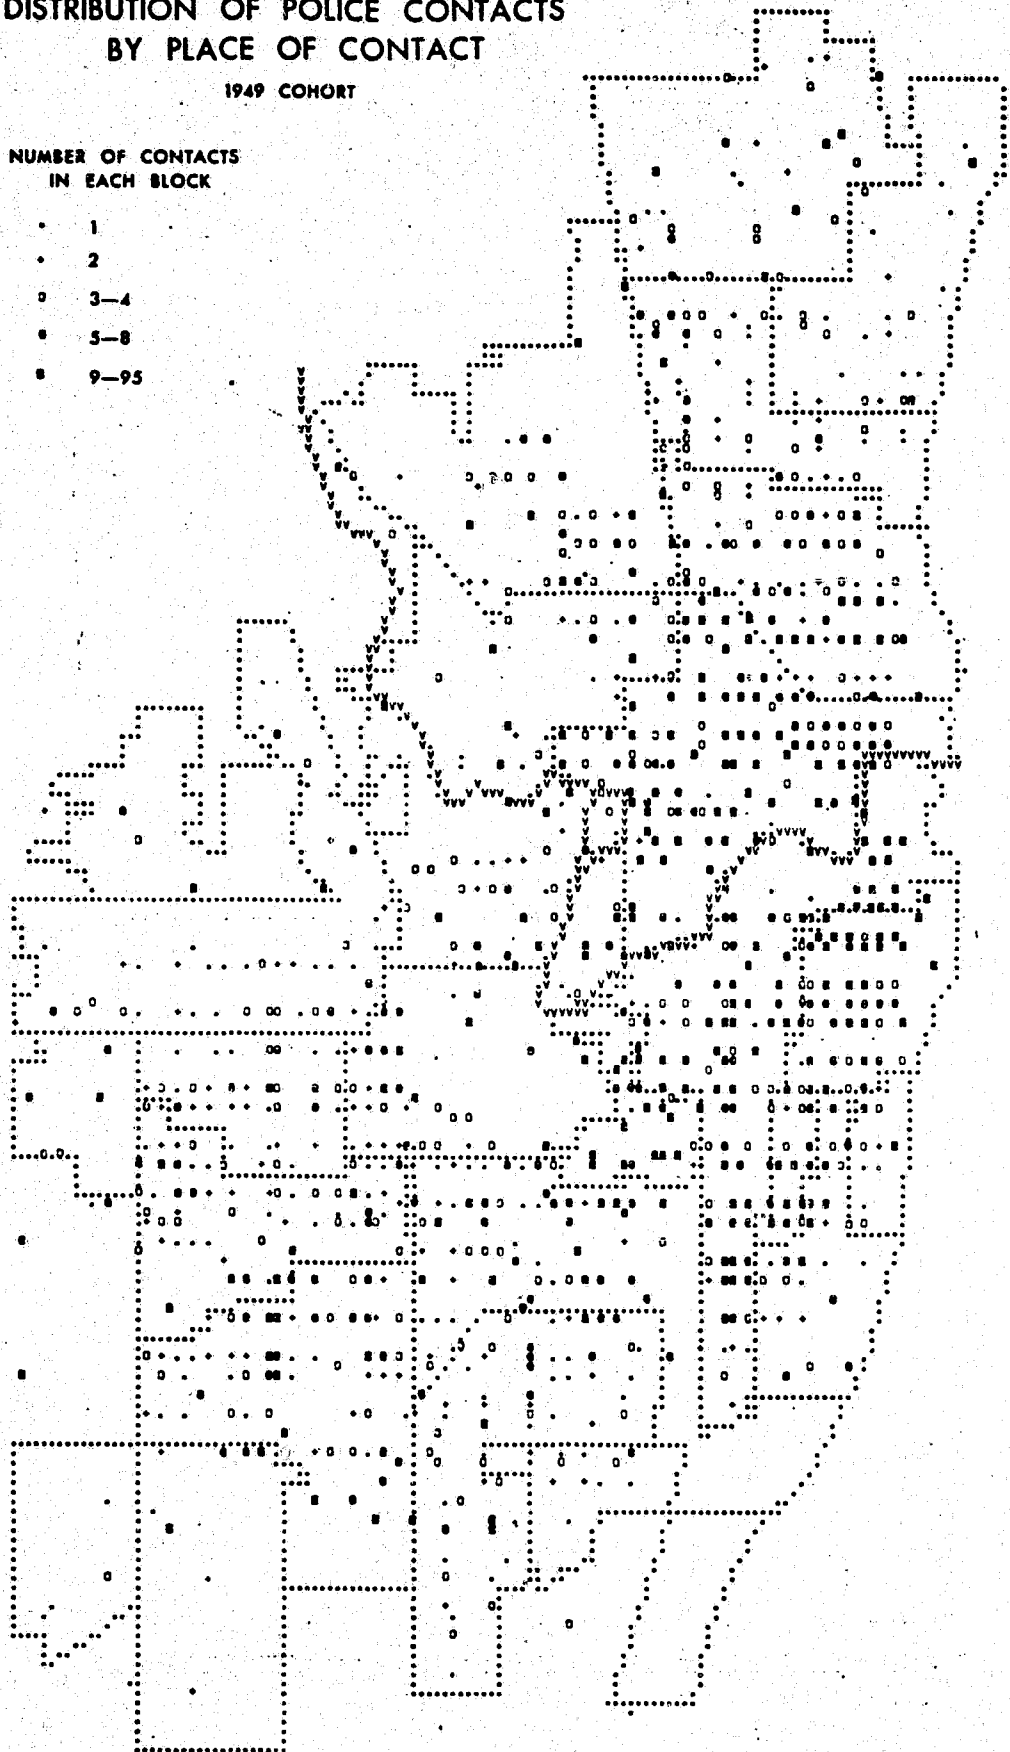 DISTRIBUTION OF POLICE CONTACTS
BY PLACE OF CONTACT
1949 COHORT
NUMBER OF CONTACTS
IN EACH BLOCK
1
2
3—4
5—8
9—95